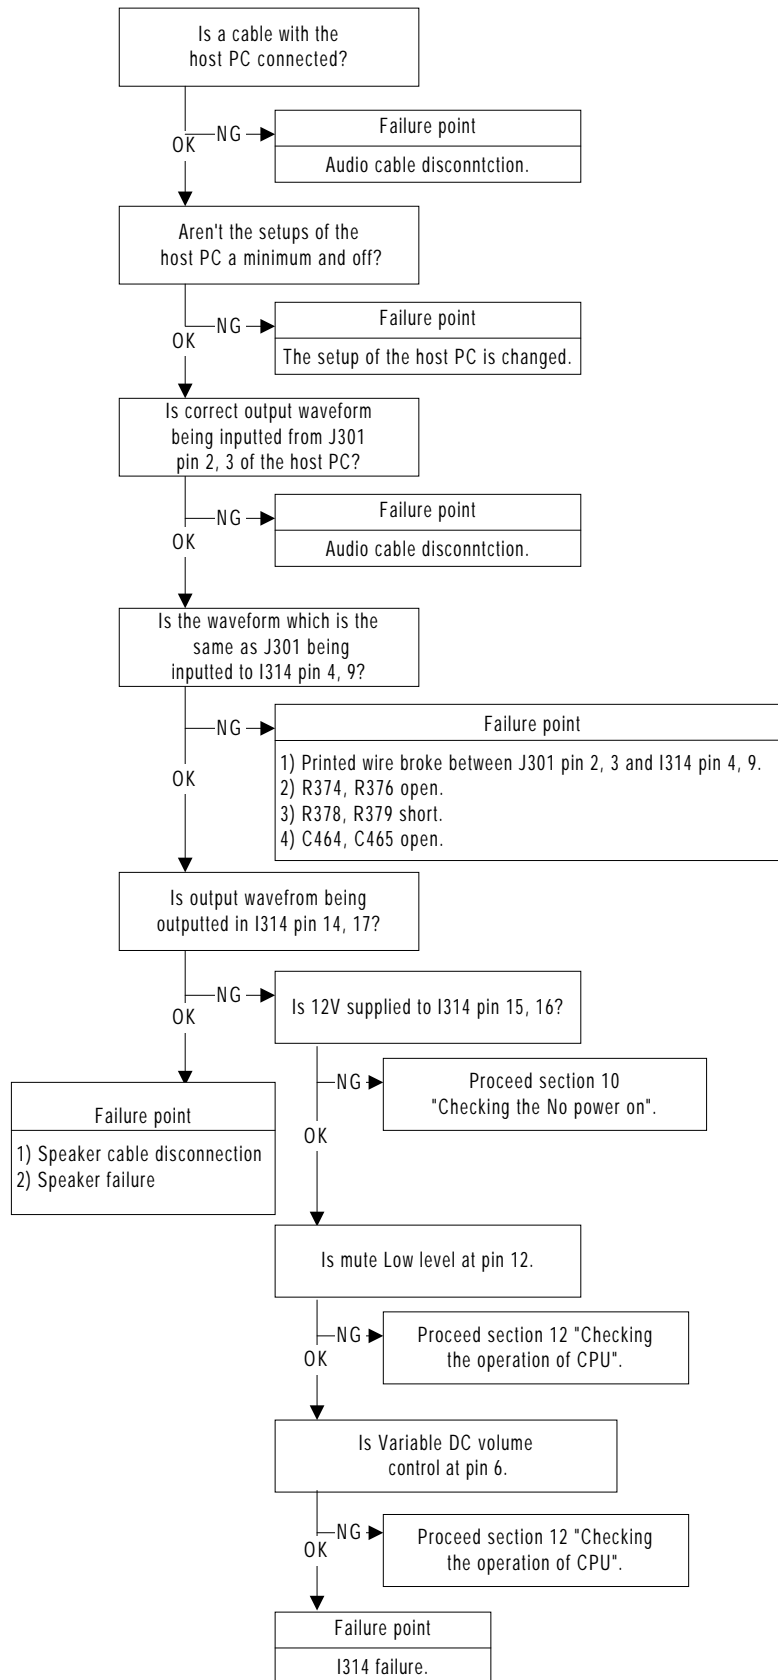 Is a cable with the
host PC connected?
NG
OK
Failure point
Audio cable disconntction.
Aren't the setups of the
host PC a minimum and off?
NG
OK
Failure point
The setup of the host PC is changed.
Is correct output waveform
being inputted from J301
pin 2, 3 of the host PC?
NG
OK
Failure point
Audio cable disconntction.
Is the waveform which is the
same as J301 being
inputted to I314 pin 4, 9?
NG
OK
Failure point
1) Printed wire broke between J301 pin 2, 3 and I314 pin 4, 9.
2) R374, R376 open.
3) R378, R379 short.
4) C464, C465 open.
Is output wavefrom being
outputted in I314 pin 14, 17?
NG
OK
Is 12V supplied to I314 pin 15, 16?
NG
OK
Proceed section 10
"Checking the No power on".
Failure point
1) Speaker cable disconnection
2) Speaker failure
Is mute Low level at pin 12.
NG
OK
Proceed section 12 "Checking
the operation of CPU".
Is Variable DC volume
control at pin 6.
NG
OK
Proceed section 12 "Checking
the operation of CPU".
Failure point
I314 failure.